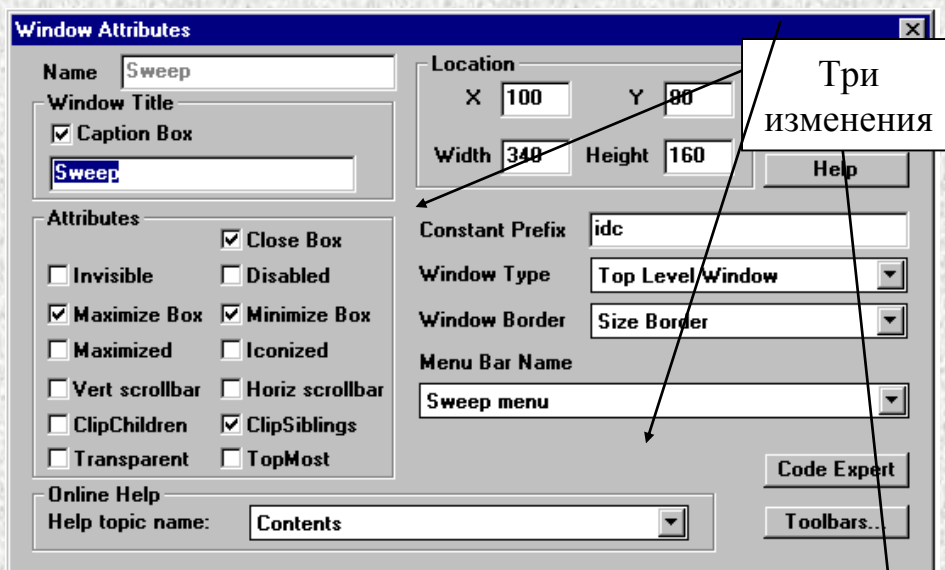 Window Attributes
Name Sweep
Window Title
Caption Box
Sweep
Location
X 100 Y 80
Width 340 Height 160
Три
изменения
Help
Attributes
Close Box
Invisible Disabled
Maximize Box Minimize Box
Maximized Iconized
Vert scrollbar Horiz scrollbar
ClipChildren ClipSiblings
Transparent TopMost
Constant Prefix idc
Window Type Top Level Window
Window Border Size Border
Menu Bar Name
Sweep menu
Code Expert
Online Help
Help topic name: Contents
Toolbars...